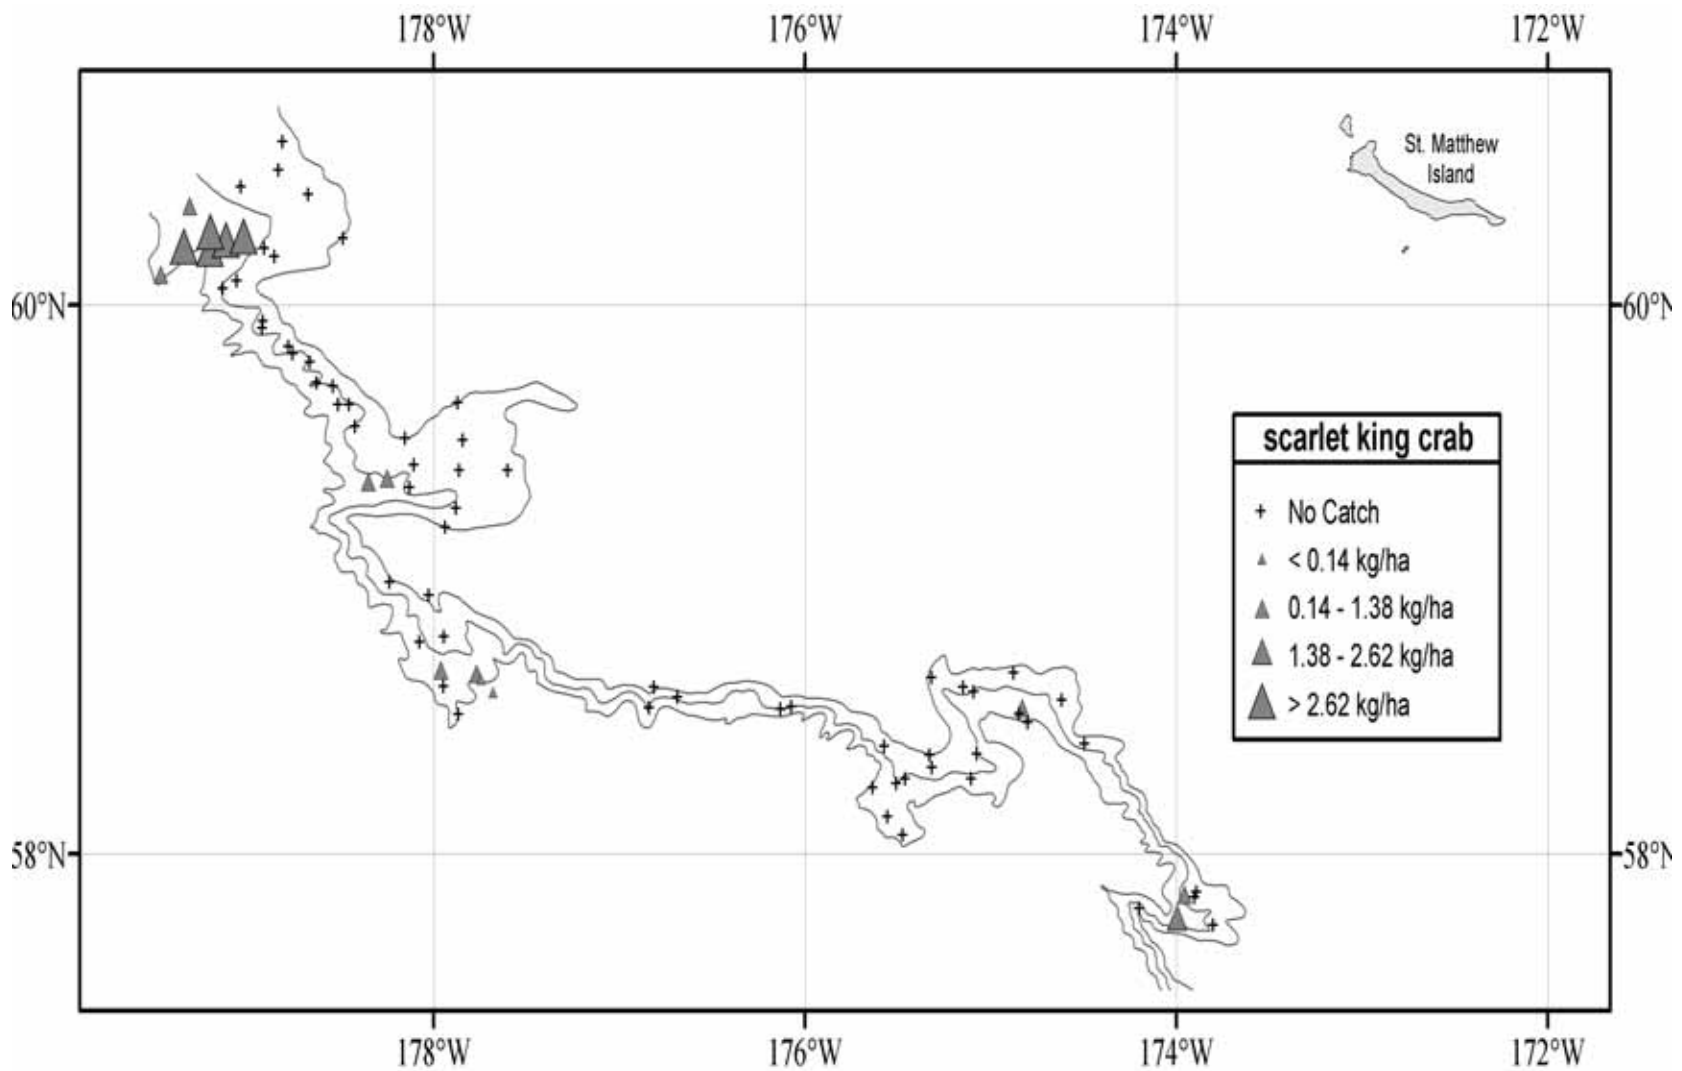 178°W 176°W 174°W 172°W
St. Matthew
Island
60°N 60°N
scarlet king crab
No Catch
< 0.14 kg/ha
0.14 - 1.38 kg/ha
1.38 - 2.62 kg/ha
> 2.62 kg/ha
58°N 58°N
178°W 176°W 174°W 172°W